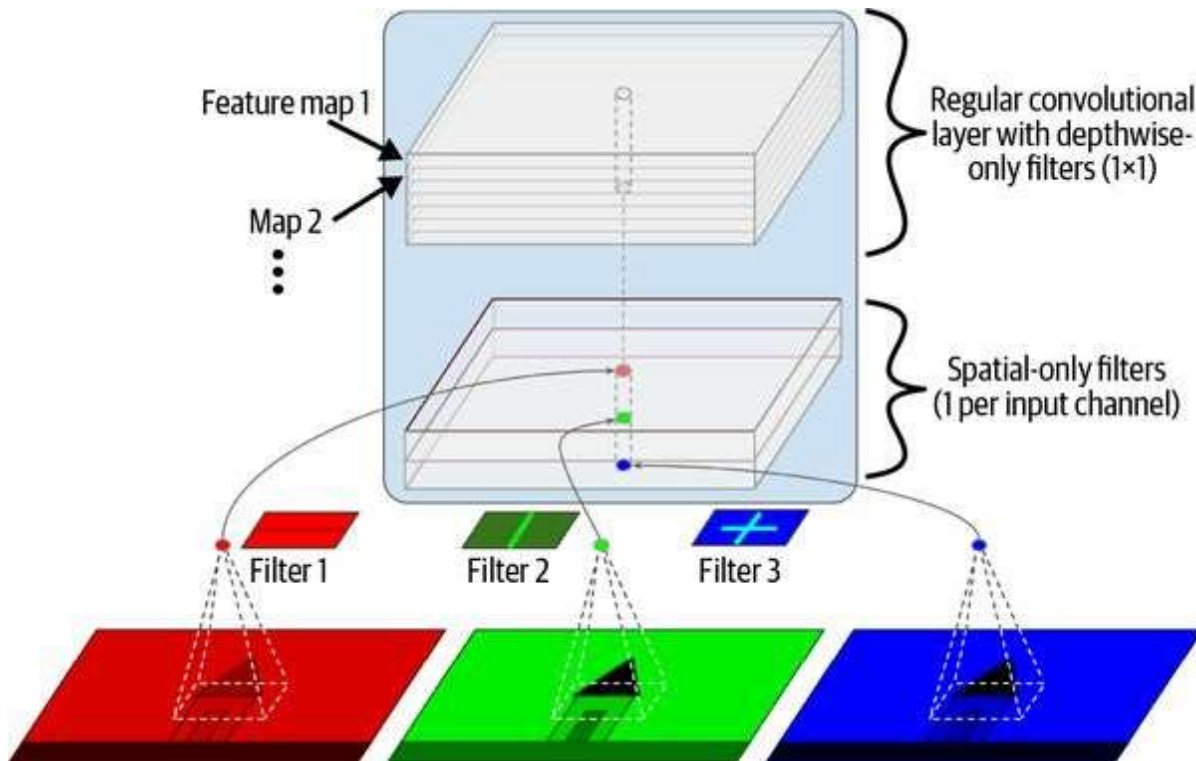 Feature map 1
Map 2
Regular convolutional
layer with depthwise-
only filters (1×1)
Spatial-only filters
(1 per input channel)
Filter 1
Filter 2
Filter 3